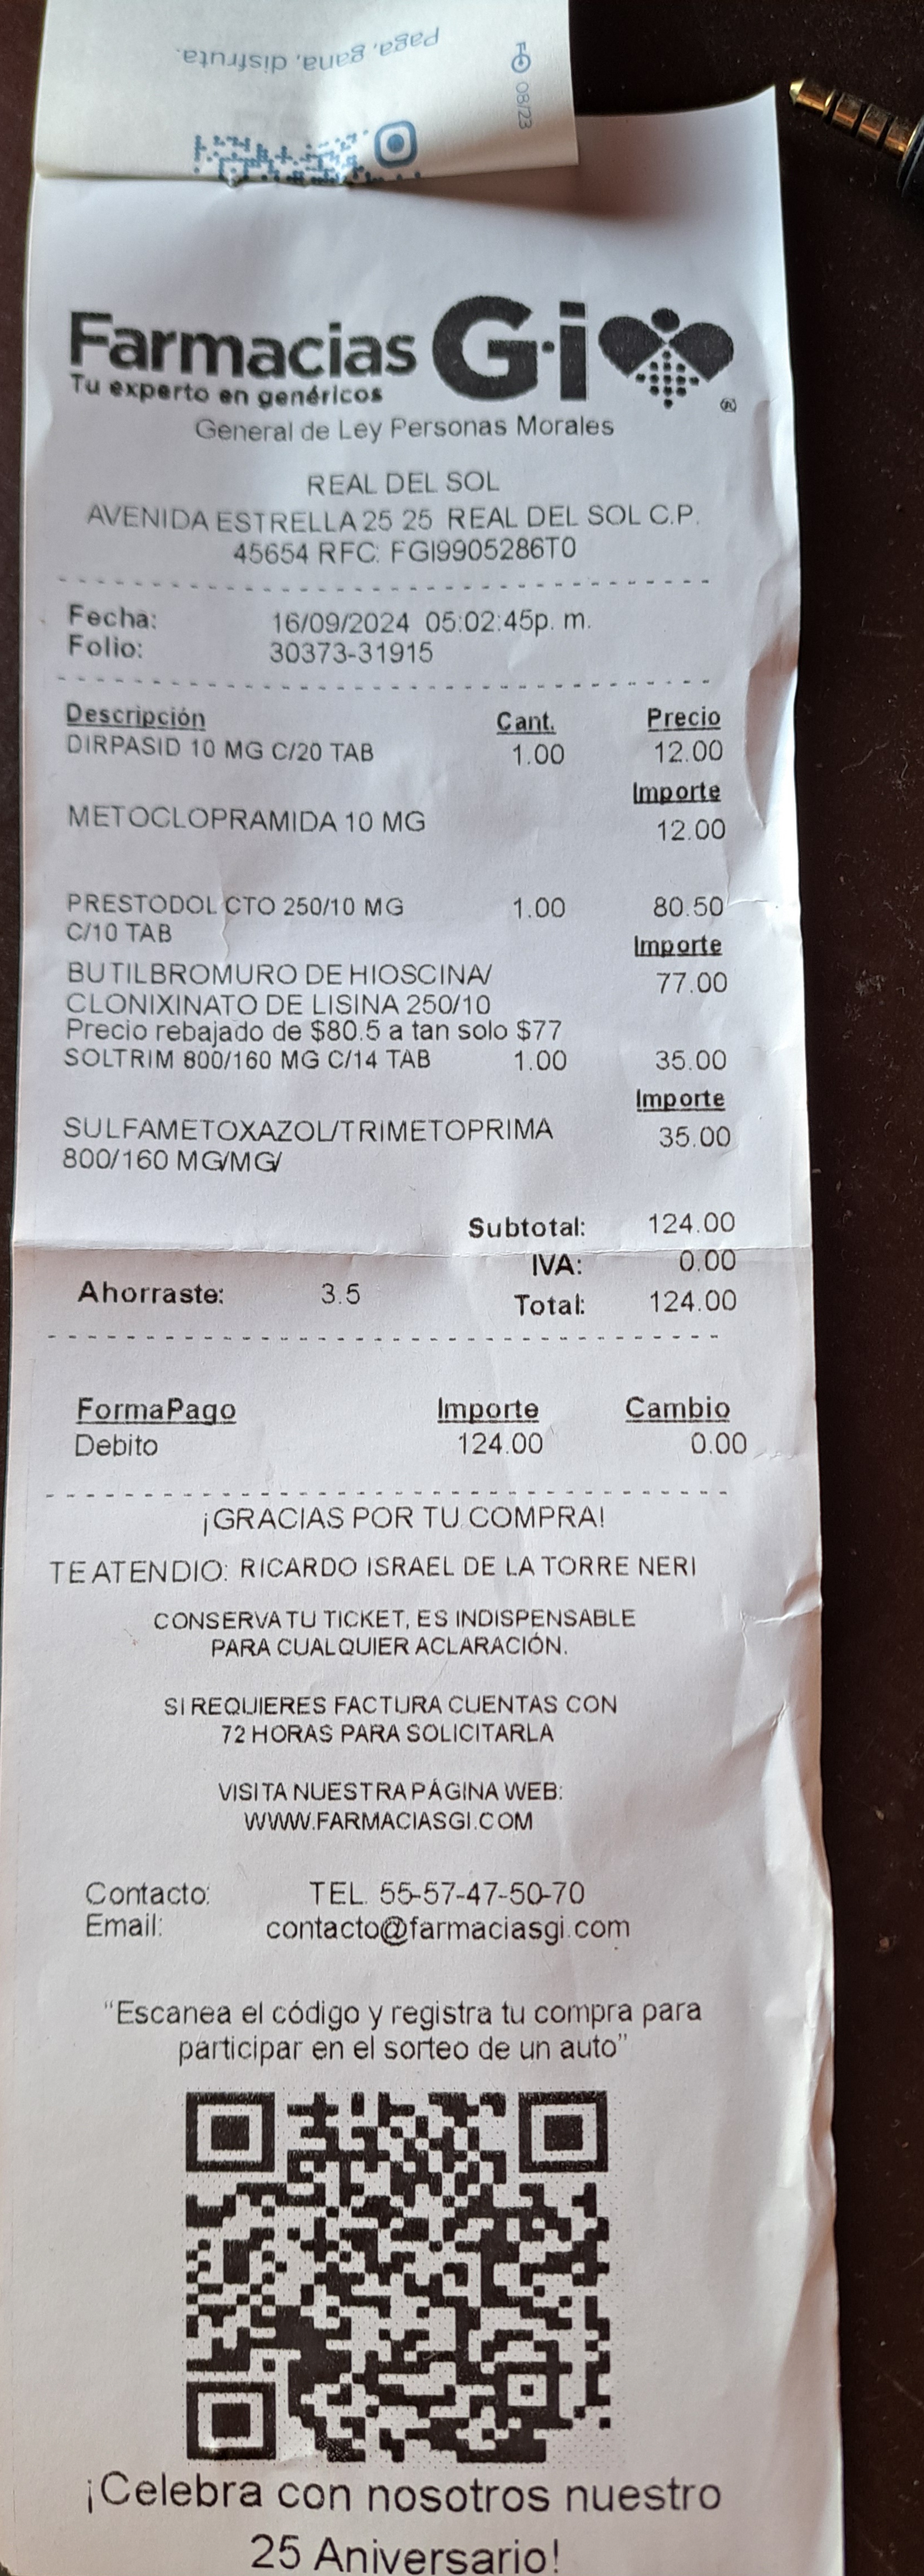 Paga, gana, disfruta.
08/23
Farmacias Gi
Tu experto en genéricos
®
General de Ley Personas Morales
REAL DEL SOL
AVENIDA ESTRELLA 25 25 REAL DEL SOL C.P.
45654 RFC: FGI9905286T0
Fecha: 16/09/2024 05:02:45p. m.
Folio: 30373-31915
Descripción Cant. Precio
DIRPASID 10 MG C/20 TAB 1.00 12.00
Importe
METOCLOPRAMIDA 10 MG 12.00
PRESTODOL CTO 250/10 MG 1.00 80.50
C/10 TAB Importe
BUTILBROMURO DE HIOSCINA/ 77.00
CLONIXINATO DE LISINA 250/10
Precio rebajado de $80.5 a tan solo $77
SOLTRIM 800/160 MG C/14 TAB 1.00 35.00
Importe
SULFAMETOXAZOL/TRIMETOPRIMA 35.00
800/160 MG/MG/
Subtotal: 124.00
IVA: 0.00
Ahorraste: 3.5 Total: 124.00
FormaPago Importe Cambio
Debito 124.00 0.00
¡GRACIAS POR TU COMPRA!
TE ATENDIO: RICARDO ISRAEL DE LA TORRE NERI
CONSERVA TU TICKET, ES INDISPENSABLE
PARA CUALQUIER ACLARACIÓN.
SI REQUIERES FACTURA CUENTAS CON
72 HORAS PARA SOLICITARLA
VISITA NUESTRA PÁGINA WEB:
WWW.FARMACIASGI.COM
Contacto: TEL. 55-57-47-50-70
Email: contacto@farmaciasgi.com
“Escanea el código y registra tu compra para
participar en el sorteo de un auto”
¡Celebra con nosotros nuestro
25 Aniversario!